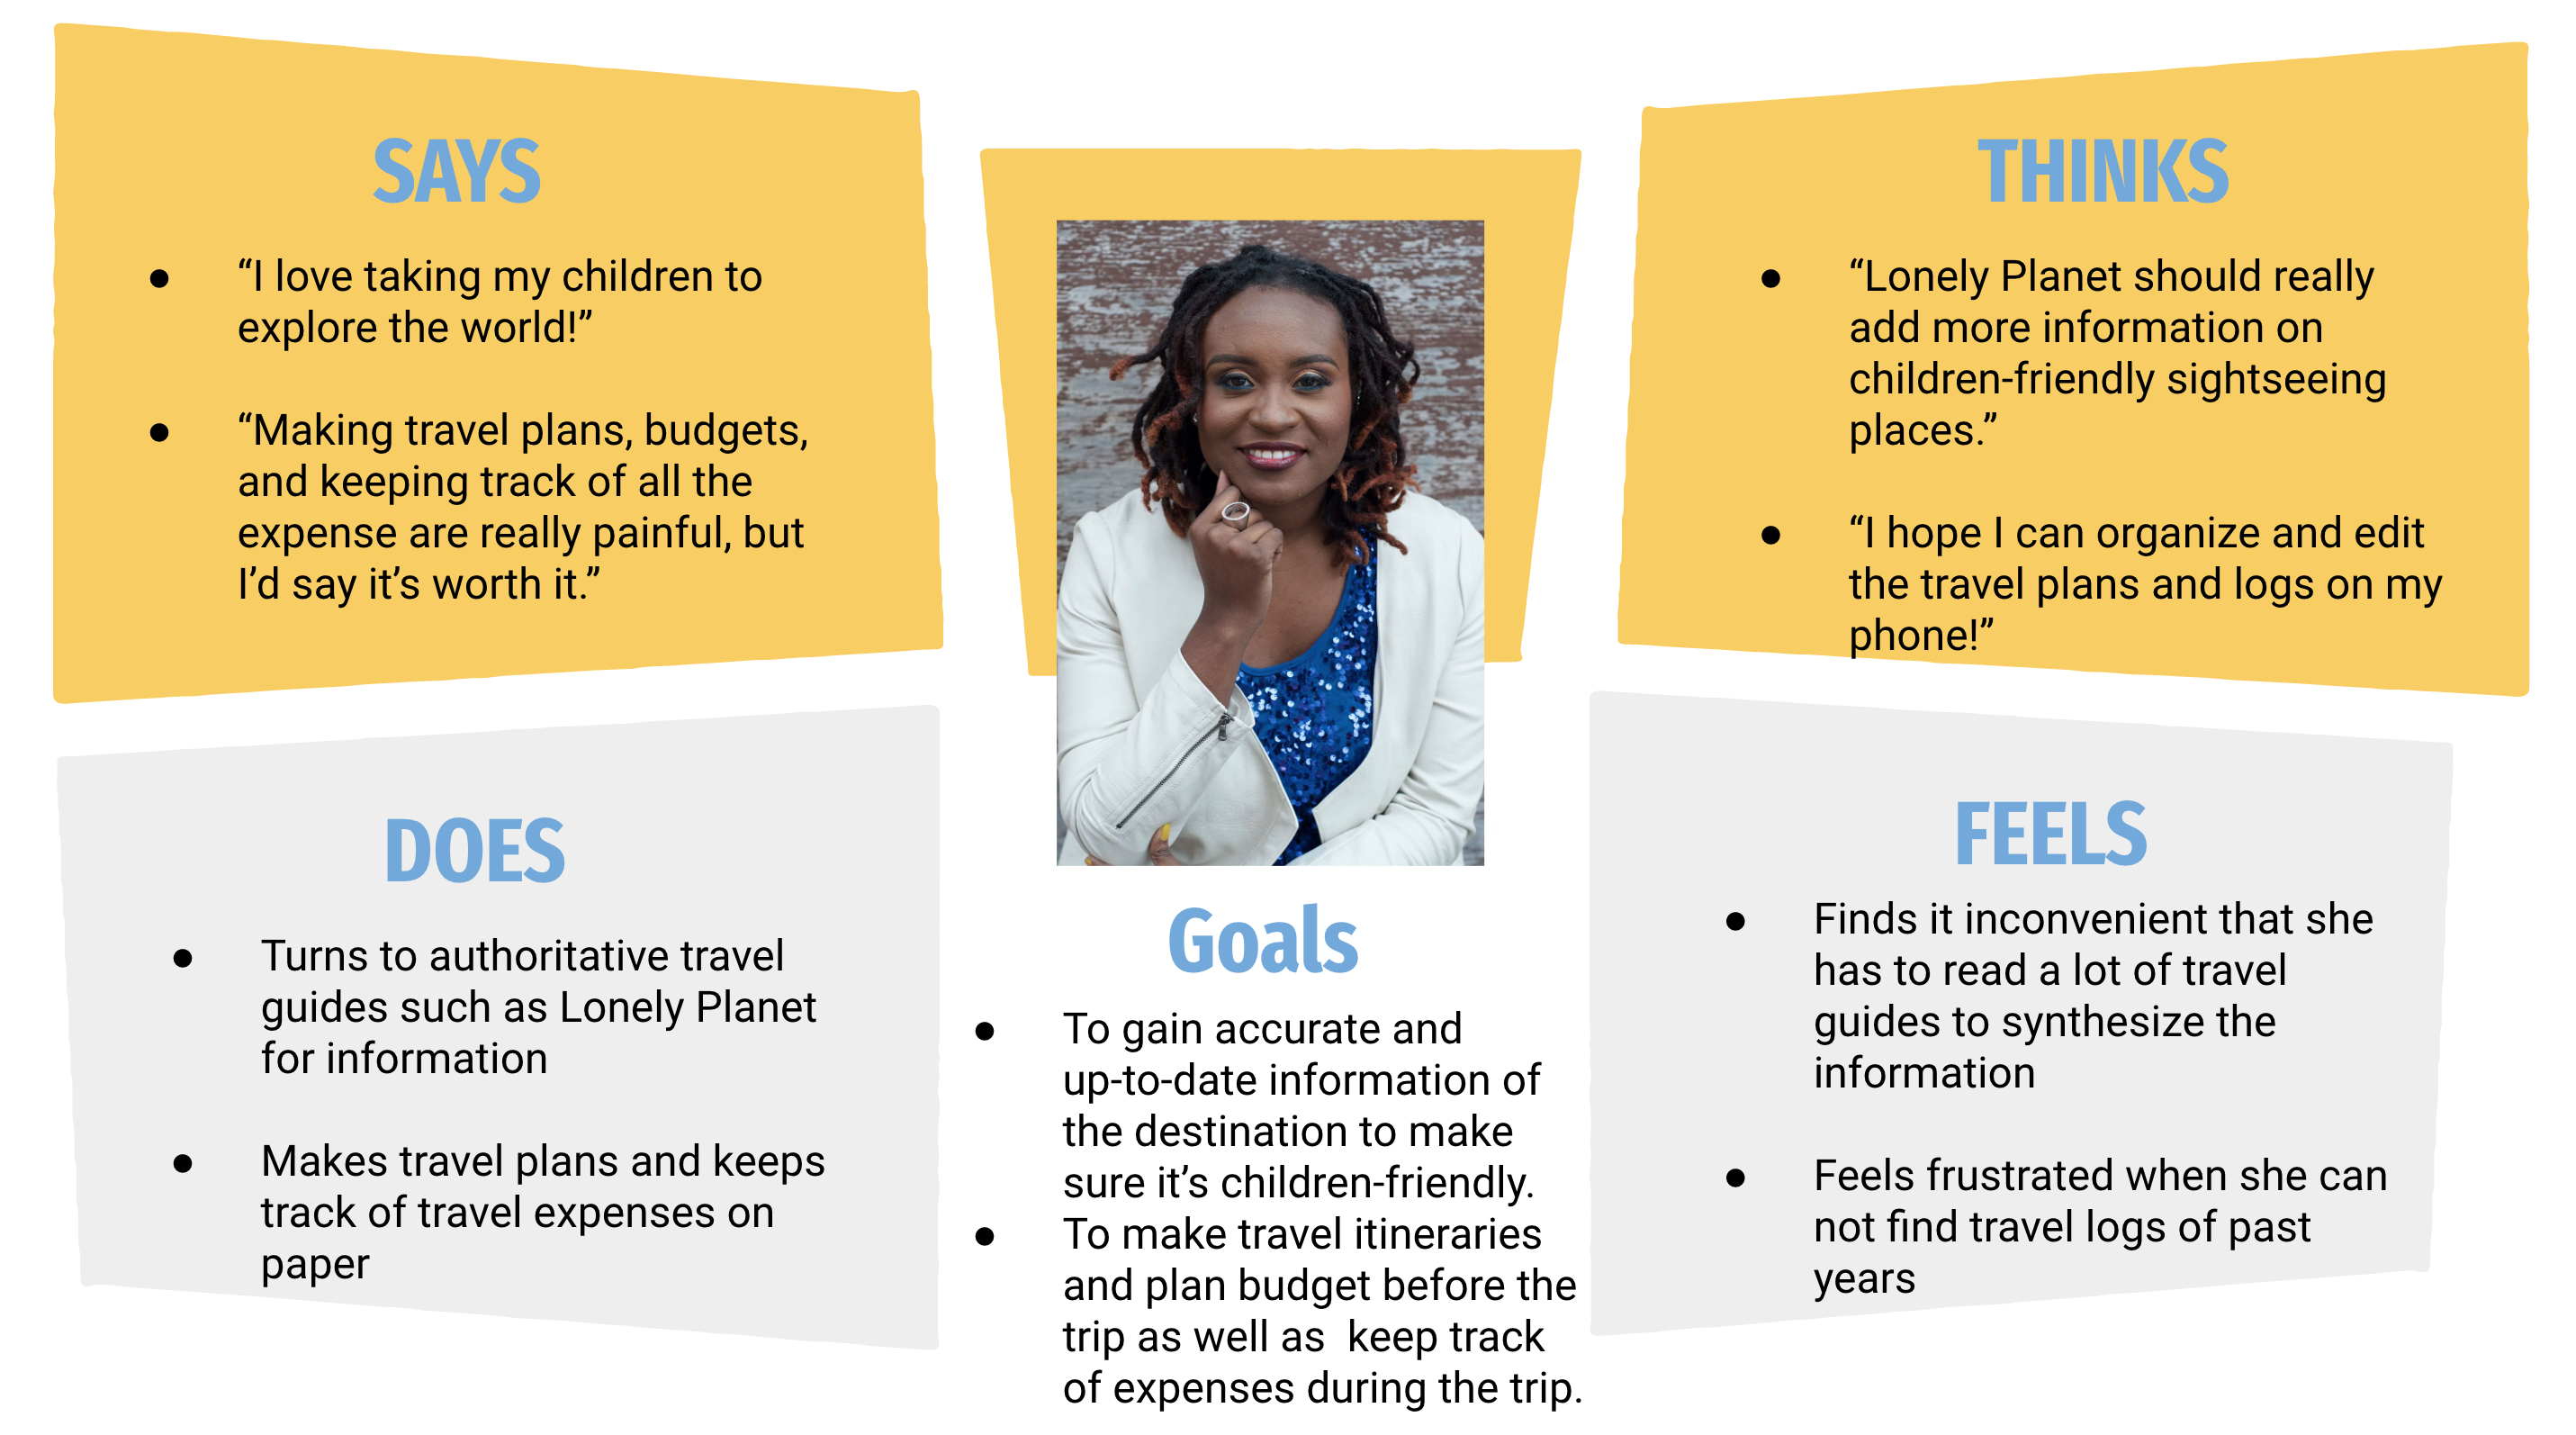 SAYS
● “I love taking my children to
explore the world!”
● “Making travel plans, budgets,
and keeping track of all the
expense are really painful, but
I’d say it’s worth it.”
THINKS
● “Lonely Planet should really
add more information on
children-friendly sightseeing
places.”
● “I hope I can organize and edit
the travel plans and logs on my
phone!”
DOES
● Turns to authoritative travel
guides such as Lonely Planet
for information
● Makes travel plans and keeps
track of travel expenses on
paper
Goals
● To gain accurate and
up-to-date information of
the destination to make
sure it’s children-friendly.
● To make travel itineraries
and plan budget before the
trip as well as  keep track
of expenses during the trip.
FEELS
● Finds it inconvenient that she
has to read a lot of travel
guides to synthesize the
information
● Feels frustrated when she can
not find travel logs of past
years